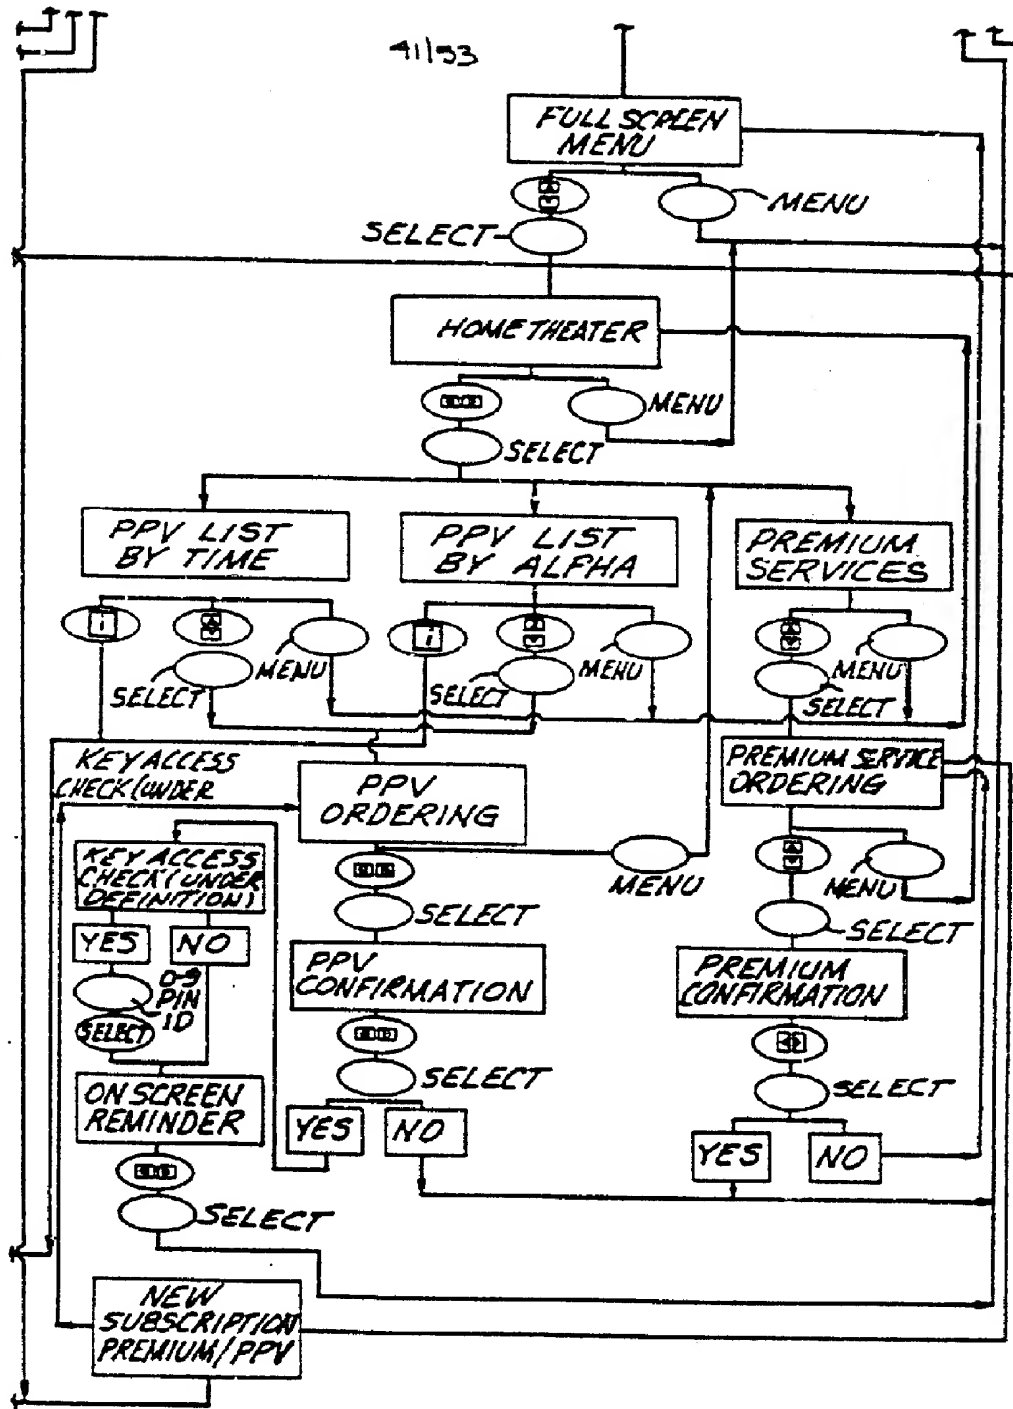 41/53
FULL SCREEN
MENU
MENU
SELECT
HOME THEATER
MENU
SELECT
PPV LIST
BY TIME
PPV LIST
BY ALFHA
PREMIUM
SERVICES
i
SELECT
MENU
i
SELECT
MENU
MENU
SELECT
KEY ACCESS
CHECK (UNDER
PPV
ORDERING
PREMIUM SERVICE
ORDERING
KEY ACCESS
CHECK (UNDER
DEFINITION)
MENU
MENU
SELECT
SELECT
YES
NO
PPV
CONFIRMATION
PREMIUM
CONFIRMATION
0-9
PIN
ID
SELECT
SELECT
SELECT
ON SCREEN
REMINDER
YES
NO
YES
NO
SELECT
NEW
SUBSCRIPTION
PREMIUM/PPV